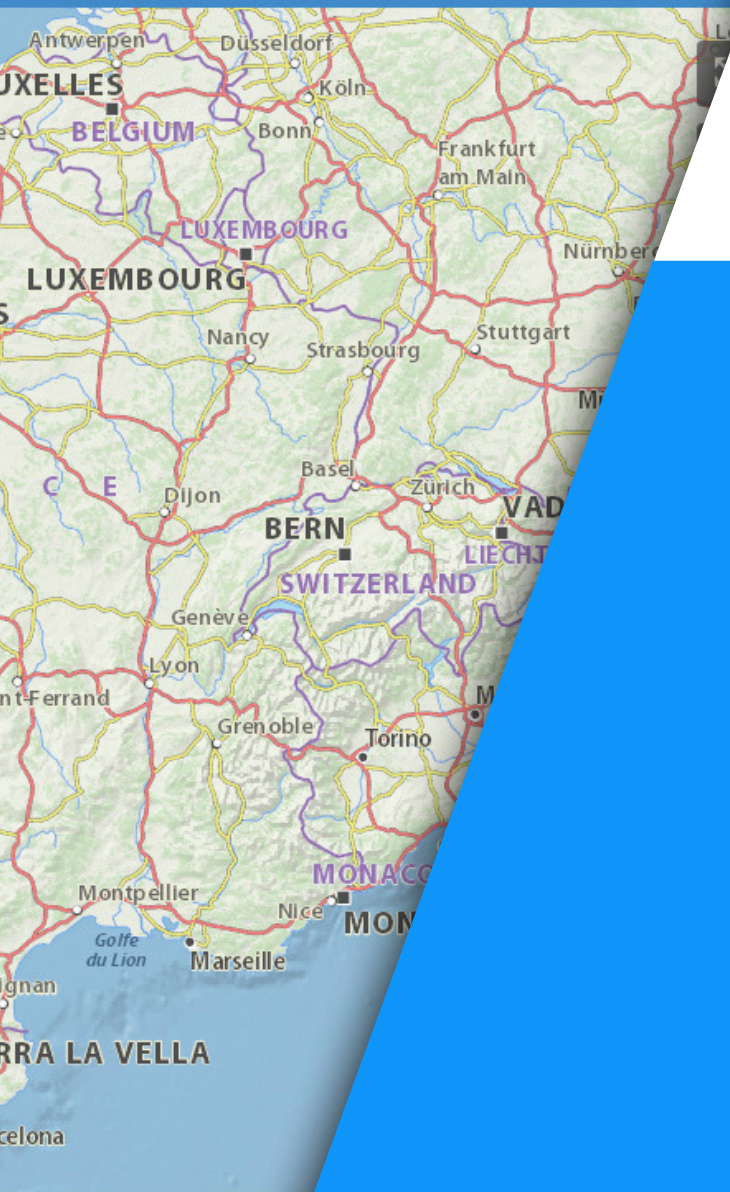 Antwerpen
Düsseldorf
UXELLES
Köln
BELGIUM
Bonn
Frankfurt
am Main
LUXEMBOURG
Nürnberg
LUXEMBOURG
S
Nancy
Stuttgart
Strasbourg
Basel
Zürich
C E
Dijon
VAD
BERN
LIECHT
SWITZERLAND
Genève
Lyon
nt-Ferrand
M
Grenoble
Torino
MONACO
Montpellier
Nice
MON
Golfe
du Lion
Marseille
ignan
RRA LA VELLA
celona